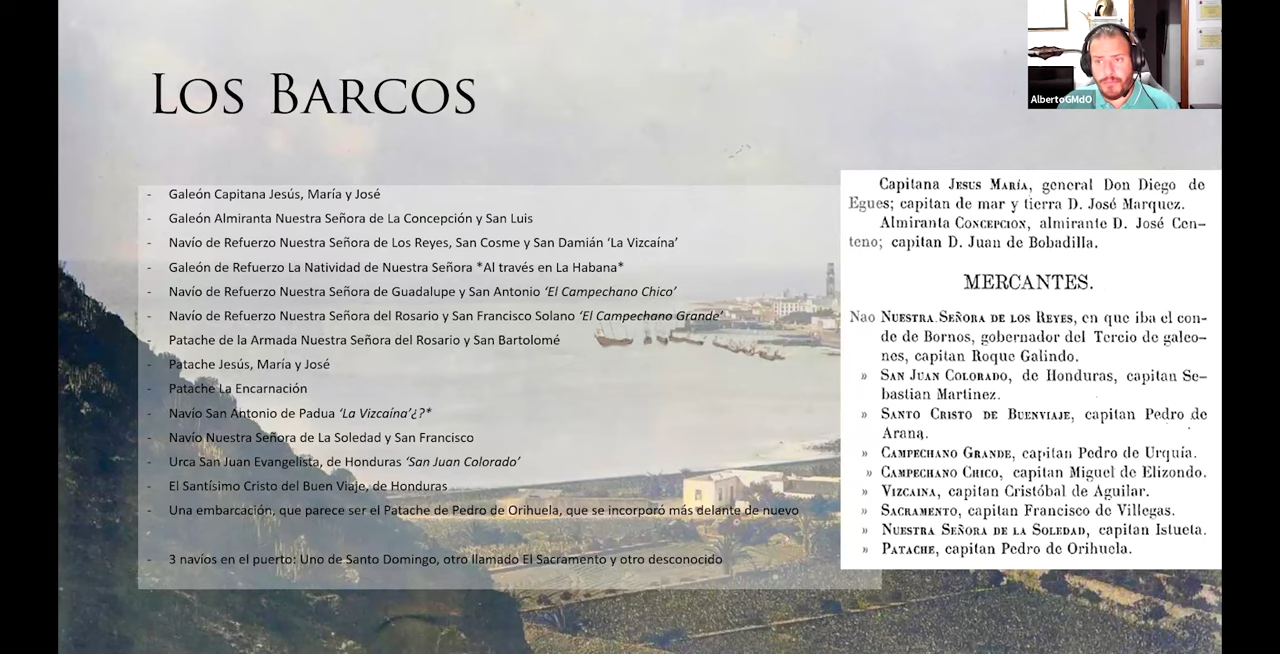 LOS BARCOS
AlbertoGMdO
- Galeón Capitana Jesús, María y José
- Galeón Almiranta Nuestra Señora de La Concepción y San Luis
- Navío de Refuerzo Nuestra Señora de Los Reyes, San Cosme y San Damián ‘La Vizcaína’
- Galeón de Refuerzo La Natividad de Nuestra Señora *Al través en La Habana*
- Navío de Refuerzo Nuestra Señora de Guadalupe y San Antonio ‘El Campechano Chico’
- Navío de Refuerzo Nuestra Señora del Rosario y San Francisco Solano ‘El Campechano Grande’
- Patache de la Armada Nuestra Señora del Rosario y San Bartolomé
- Patache Jesús, María y José
- Patache La Encarnación
- Navío San Antonio de Padua ‘La Vizcaína’¿?*
- Navío Nuestra Señora de La Soledad y San Francisco
- Urca San Juan Evangelista, de Honduras ‘San Juan Colorado’
- El Santísimo Cristo del Buen Viaje, de Honduras
- Una embarcación, que parece ser el Patache de Pedro de Orihuela, que se incorporó más delante de nuevo
- 3 navíos en el puerto: Uno de Santo Domingo, otro llamado El Sacramento y otro desconocido
Capitana JESUS MARÍA, general Don Diego de
Egues; capitan de mar y tierra D. José Marquez.
Almiranta CONCEPCION, almirante D. José Cen-
teno; capitan D. Juan de Bobadilla.
MERCANTES.
Nao NUESTRA SEÑORA DE LOS REYES, en que iba el con-
de de Bornos, gobernador del Tercio de galeo-
nes, capitan Roque Galindo.
» SAN JUAN COLORADO, de Honduras, capitan Se-
bastian Martinez.
» SANTO CRISTO DE BUENVIAJE, capitan Pedro de
Arana.
» CAMPECHANO GRANDE, capitan Pedro de Urquía.
» CAMPECHANO CHICO, capitan Miguel de Elizondo.
» VIZCAINA, capitan Cristóbal de Aguilar.
» SACRAMENTO, capitan Francisco de Villegas.
» NUESTRA SEÑORA DE LA SOLEDAD, capitan Istueta.
» PATACHE, capitan Pedro de Orihuela.